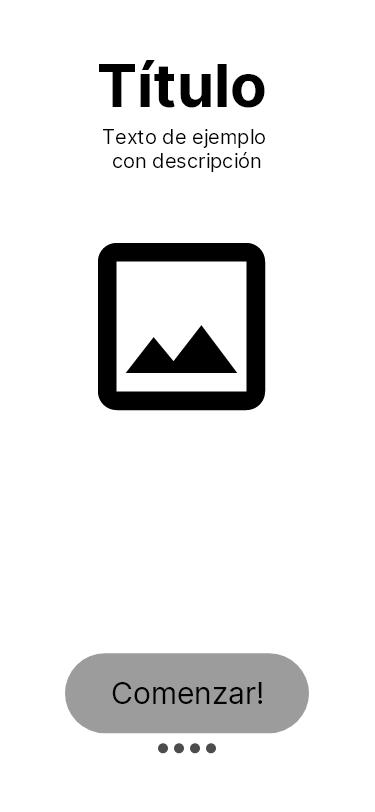 Título
Texto de ejemplo
con descripción
Comenzar!